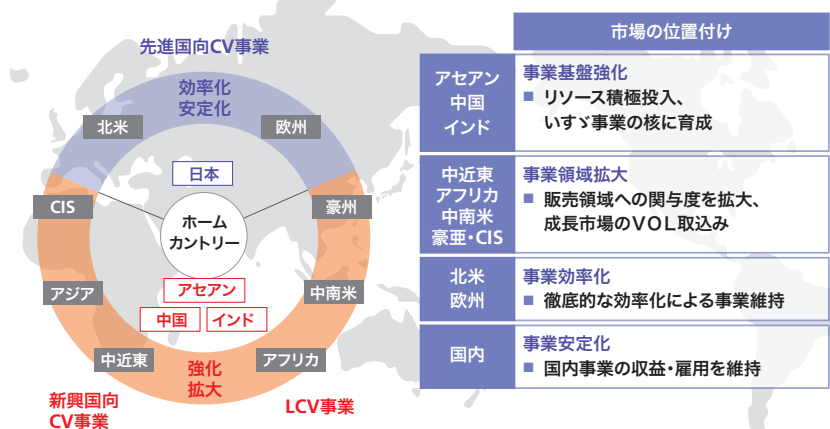 先進国向CV事業
効率化
安定化
北米
欧州
日本
CIS
豪州
ホーム
カントリー
アセアン
アジア
中南米
中国
インド
中近東
アフリカ
強化
拡大
新興国向
CV事業
LCV事業
市場の位置付け
アセアン
中国
インド
事業基盤強化
■ リソース積極投入、
いすゞ事業の核に育成
中近東
アフリカ
中南米
豪亜・CIS
事業領域拡大
■ 販売領域への関与度を拡大、
成長市場のVOL取込み
北米
欧州
事業効率化
■ 徹底的な効率化による事業維持
国内
事業安定化
■ 国内事業の収益・雇用を維持